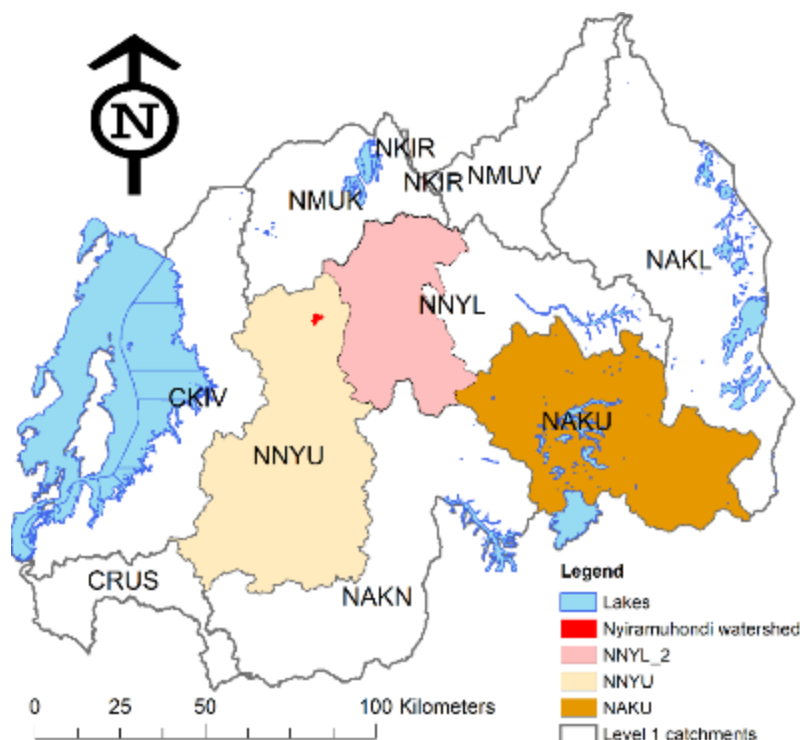 N
NKIR
NKIR
NMUV
NMUK
NAKL
NNYL
CKIV
NAKU
NNYU
CRUS
NAKN
Legend
Lakes
Nyiramuhondi watershed
NNYL_2
NNYU
NAKU
Level 1 catchments
0 25 50 100 Kilometers